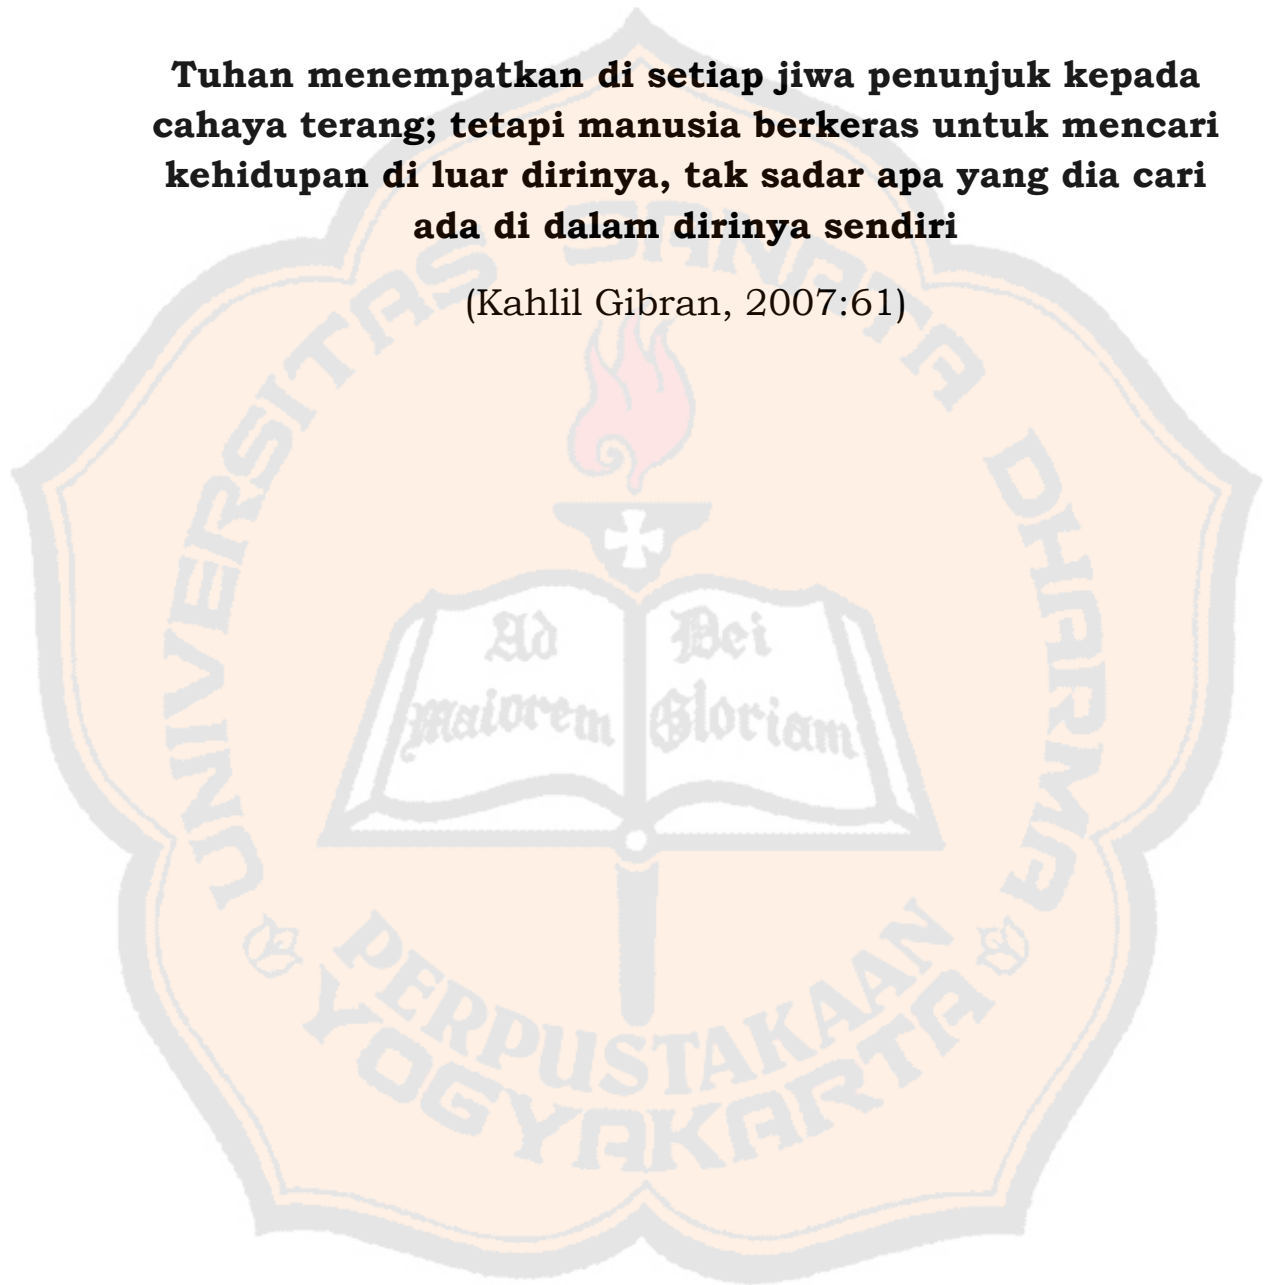 Tuhan menempatkan di setiap jiwa penunjuk kepada
cahaya terang; tetapi manusia berkeras untuk mencari
kehidupan di luar dirinya, tak sadar apa yang dia cari
ada di dalam dirinya sendiri
(Kahlil Gibran, 2007:61)
UNIVERSITAS SANATA DHARMA
Ad
maiorem
Dei
Gloriam
PERPUSTAKAAN
YOGYAKARTA